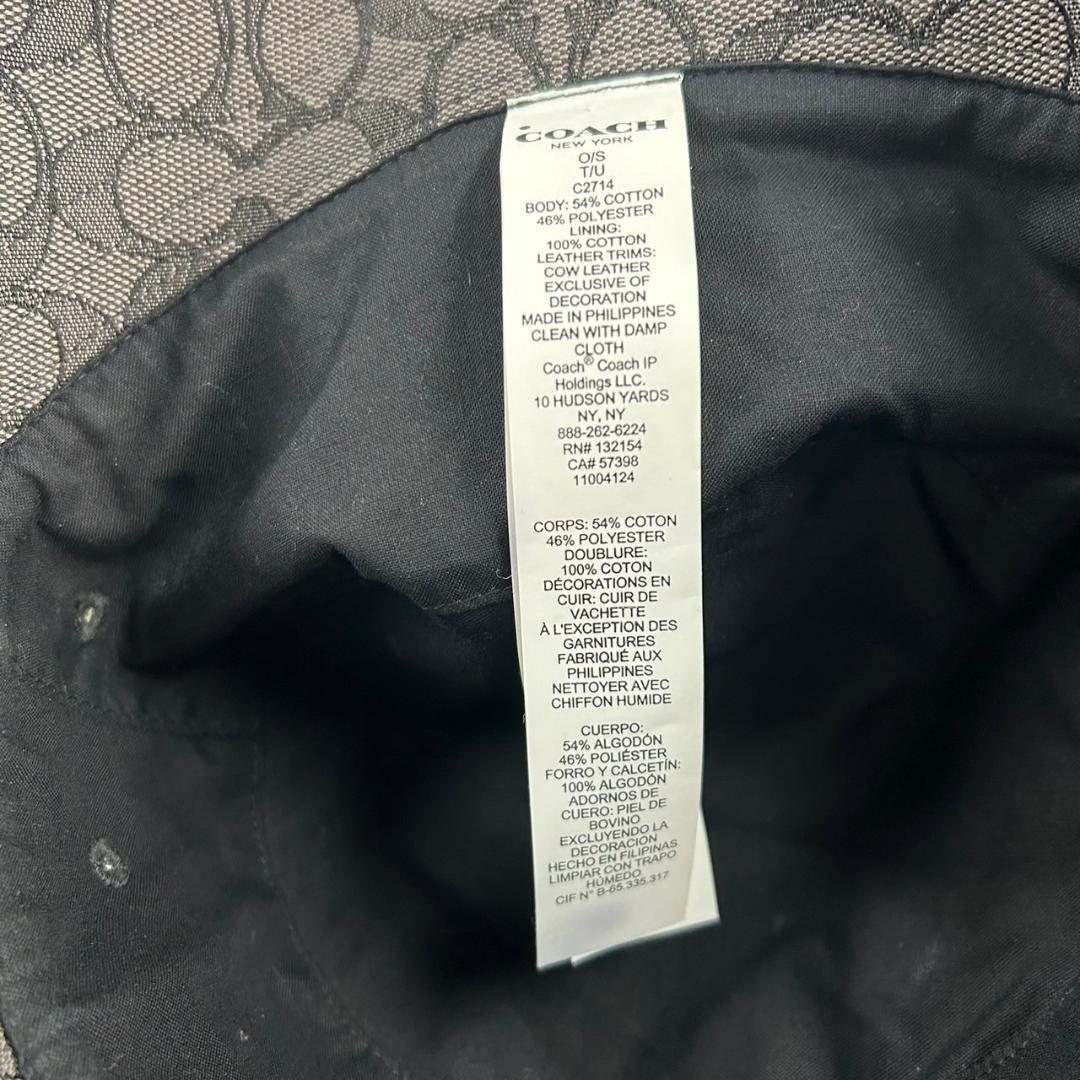 COACH
NEW YORK
O/S
T/U
C2714
BODY: 54% COTTON
46% POLYESTER
LINING:
100% COTTON
LEATHER TRIMS:
COW LEATHER
EXCLUSIVE OF
DECORATION
MADE IN PHILIPPINES
CLEAN WITH DAMP
CLOTH
Coach® Coach IP
Holdings LLC.
10 HUDSON YARDS
NY, NY
888-262-6224
RN# 132154
CA# 57398
11004124
CORPS: 54% COTON
46% POLYESTER
DOUBLURE:
100% COTON
DÉCORATIONS EN
CUIR: CUIR DE
VACHETTE
À L'EXCEPTION DES
GARNITURES
FABRIQUÉ AUX
PHILIPPINES
NETTOYER AVEC
CHIFFON HUMIDE
CUERPO:
54% ALGODÓN
46% POLIÉSTER
FORRO Y CALCETÍN:
100% ALGODÓN
ADORNOS DE
CUERO: PIEL DE
BOVINO
EXCLUYENDO LA
DECORACION
HECHO EN FILIPINAS
LIMPIAR CON TRAPO
HÚMEDO
CIF N° B-65.335.317